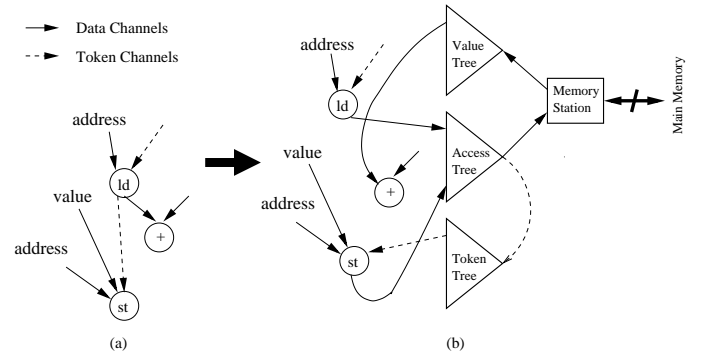 Data Channels
Token Channels
address
ld
value
+
address
st
(a)
address
ld
value
+
address
st
Value
Tree
Access
Tree
Token
Tree
Memory
Station
Main Memory
(b)